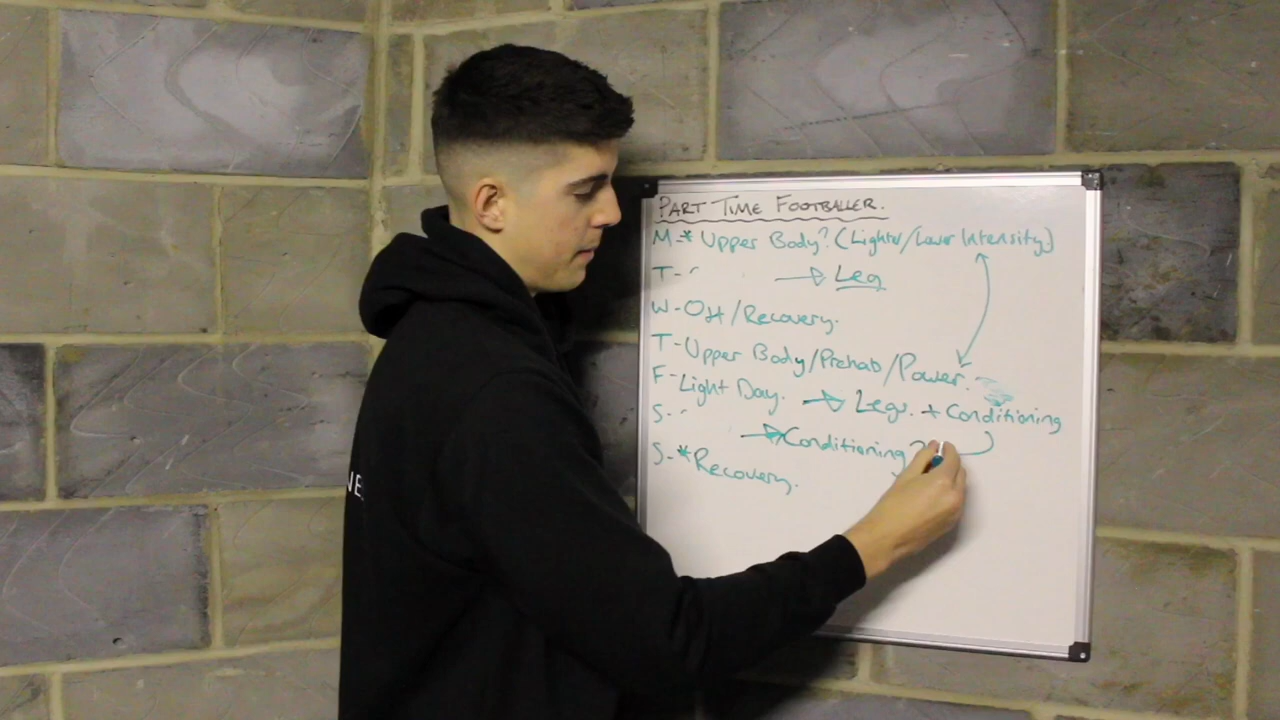 PART TIME FOOTBALLER.
M-* Upper Body? (Lighter/Lower Intensity)
T-" → Leg
W-Off/Recovery.
T-Upper Body/Prehab/Power.
F-Light Day. → Legs. + Conditioning
S-"
→ Conditioning?
S-*Recovery.